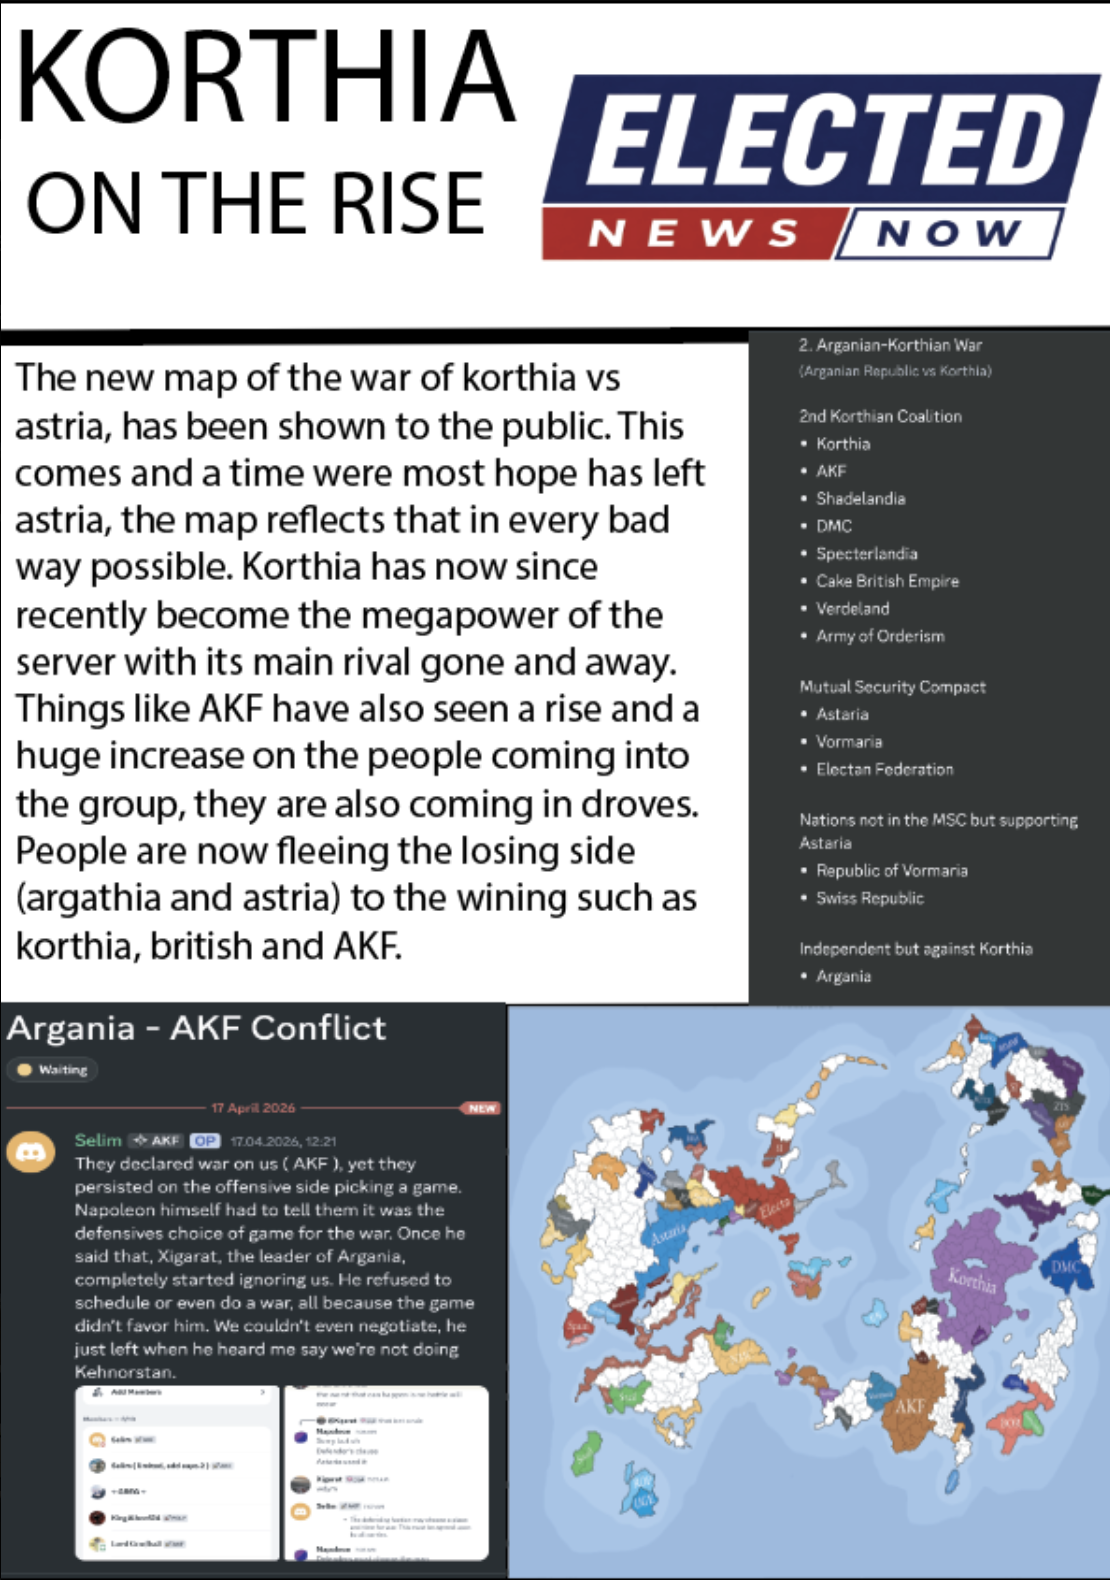 KORTHIA
ON THE RISE
ELECTED
NEWS NOW
The new map of the war of korthia vs
astria, has been shown to the public. This
comes and a time were most hope has left
astria, the map reflects that in every bad
way possible. Korthia has now since
recently become the megapower of the
server with its main rival gone and away.
Things like AKF have also seen a rise and a
huge increase on the people coming into
the group, they are also coming in droves.
People are now fleeing the losing side
(argathia and astria) to the wining such as
korthia, british and AKF.
2. Arganian-Korthian War
(Arganian Republic vs Korthia)
2nd Korthian Coalition
• Korthia
• AKF
• Shadelandia
• DMC
• Specterlandia
• Cake British Empire
• Verdeland
• Army of Orderism
Mutual Security Compact
• Astaria
• Vormaria
• Electan Federation
Nations not in the MSC but supporting
Astaria
• Republic of Vormaria
• Swiss Republic
Independent but against Korthia
• Argania
Argania - AKF Conflict
Waiting
17 April 2026
NEW
Selim AKF OP 17.04.2026, 12:21
They declared war on us ( AKF ), yet they
persisted on the offensive side picking a game.
Napoleon himself had to tell them it was the
defensives choice of game for the war. Once he
said that, Xigarat, the leader of Argania,
completely started ignoring us. He refused to
schedule or even do a war, all because the game
didn't favor him. We couldn't even negotiate, he
just left when he heard me say we're not doing
Kehnorstan.
Add Members
Selim
Napoleon
Defender's clause
Xigarat
Selim
Napoleon
Electa
Astaria
Korthia
DMC
AKF
Spain
ZTS